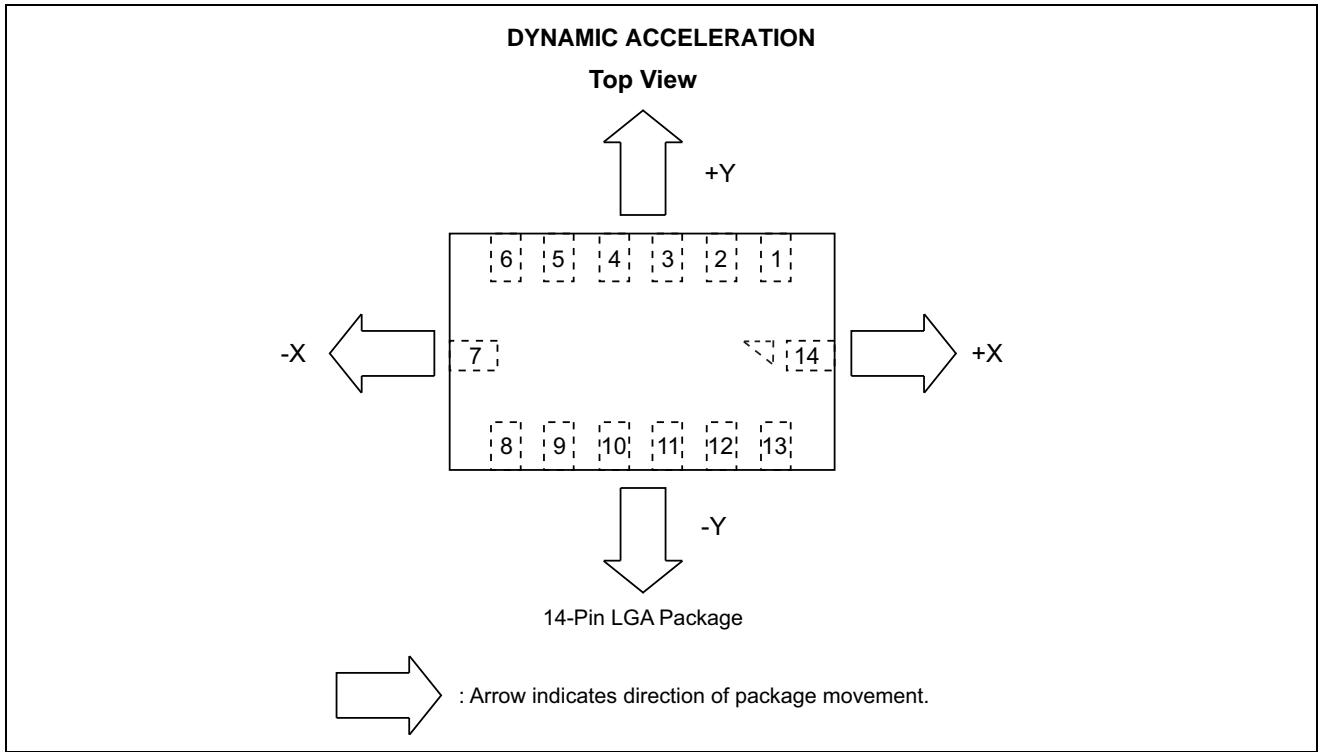 DYNAMIC ACCELERATION
Top View
+Y
6 5 4 3 2 1
-X 7 14 +X
8 9 10 11 12 13
-Y
14-Pin LGA Package
: Arrow indicates direction of package movement.